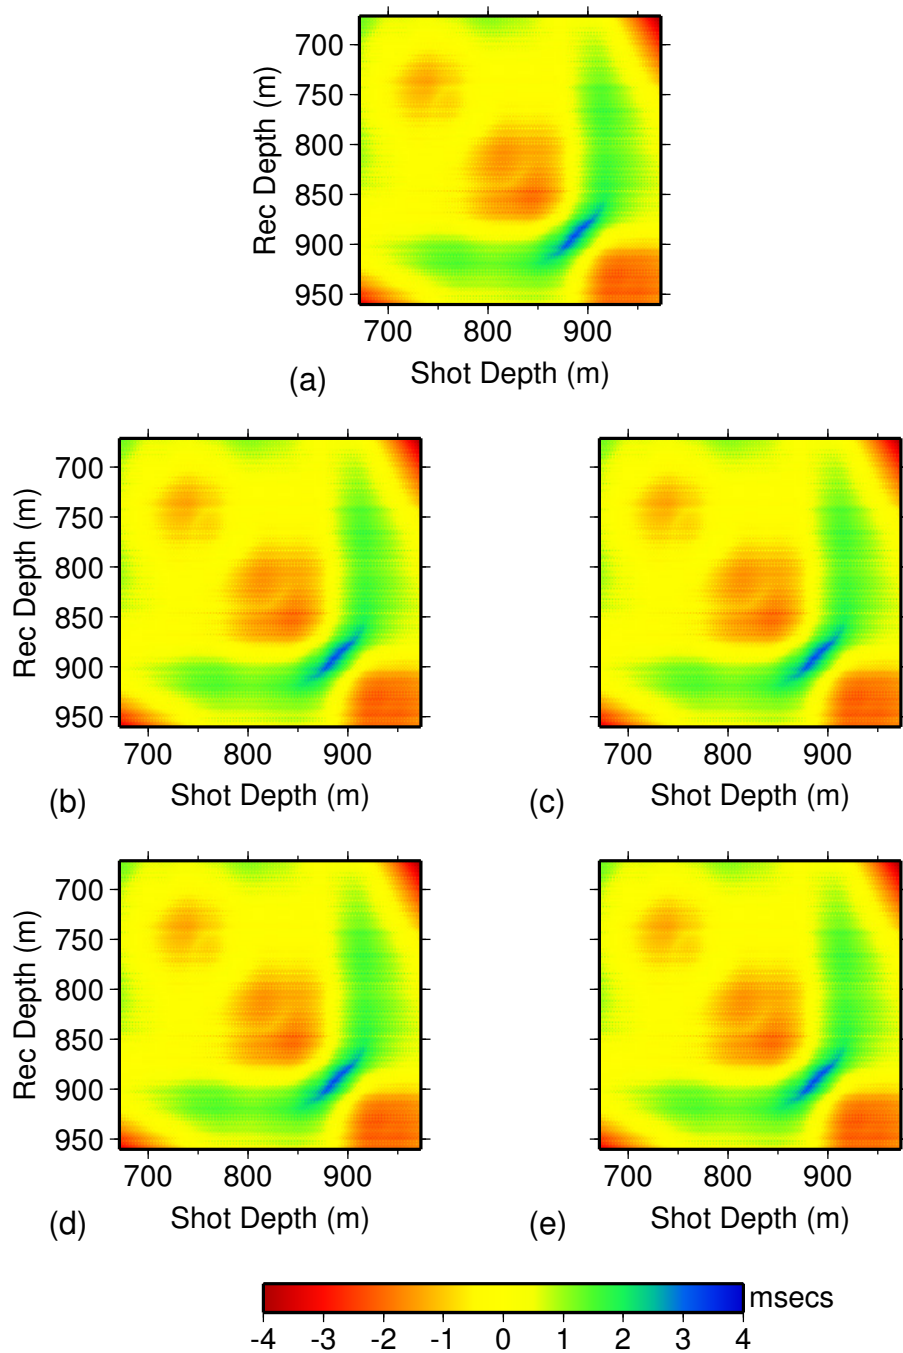 700
750
800
850
900
950
Rec Depth (m)
700 800 900
Shot Depth (m)
(a)
700
750
800
850
900
950
Rec Depth (m)
700 800 900
Shot Depth (m)
(b)
700 800 900
Shot Depth (m)
(c)
700
750
800
850
900
950
Rec Depth (m)
700 800 900
Shot Depth (m)
(d)
700 800 900
Shot Depth (m)
(e)
msecs
-4 -3 -2 -1 0 1 2 3 4